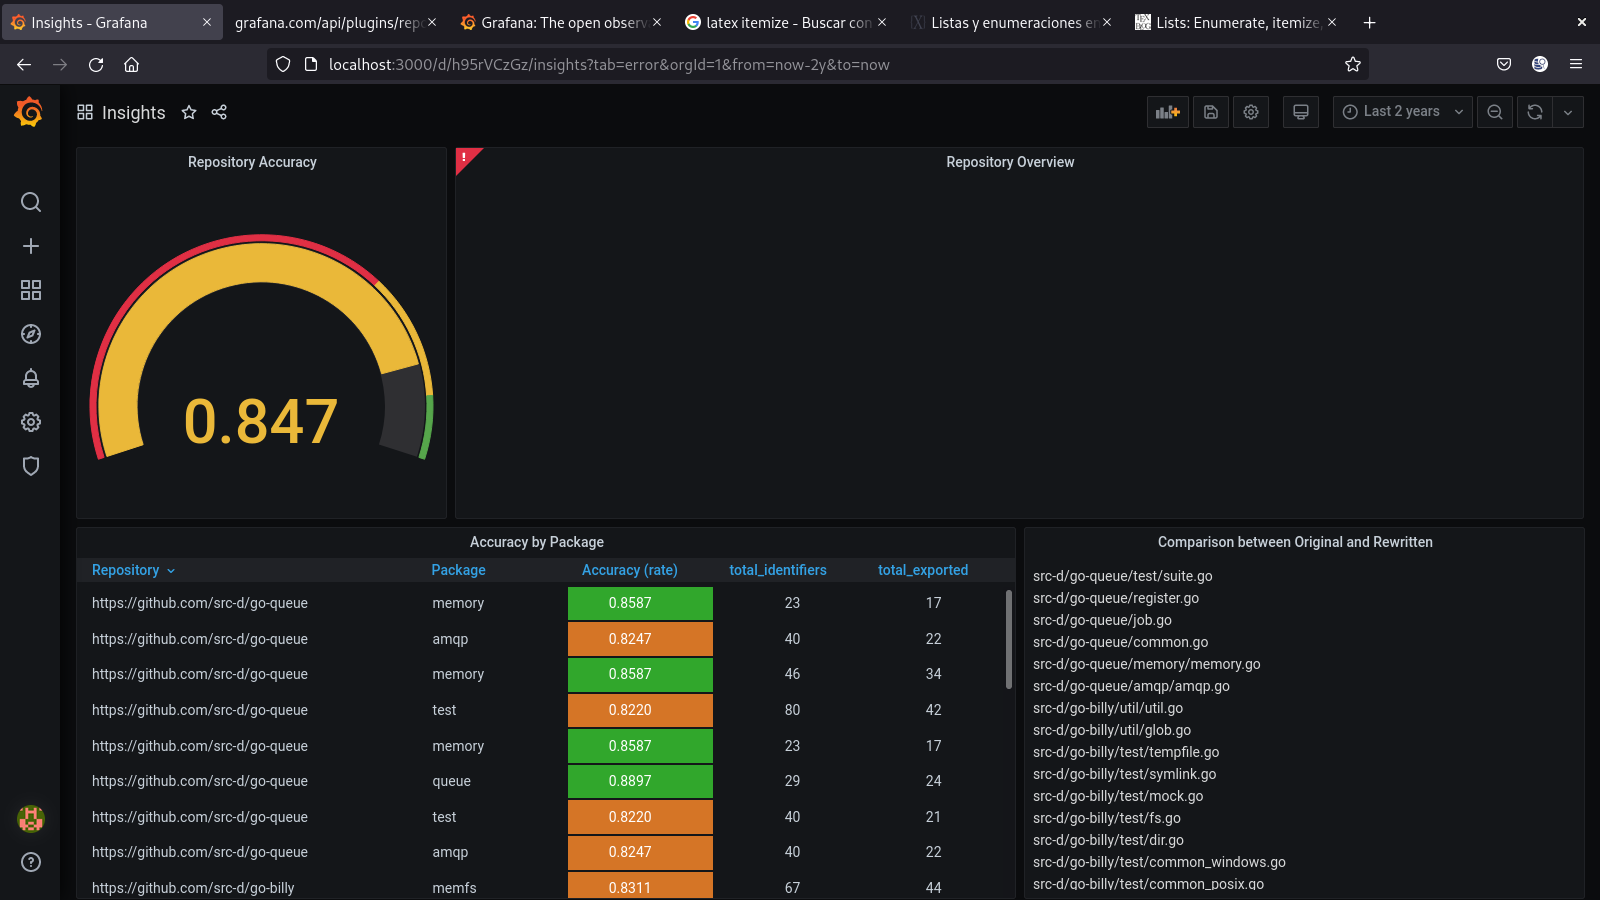 Insights - Grafana
grafana.com/api/plugins/rep
Grafana: The open observ
latex itemize - Buscar con
Listas y enumeraciones en
Lists: Enumerate, itemize,
localhost:3000/d/h95rVCzGz/insights?tab=error&orgId=1&from=now-2y&to=now
Insights
Last 2 years
Repository Accuracy
0.847
!
Repository Overview
Accuracy by Package
Repository Package Accuracy (rate) total_identifiers total_exported
https://github.com/src-d/go-queue memory 0.8587 23 17
https://github.com/src-d/go-queue amqp 0.8247 40 22
https://github.com/src-d/go-queue memory 0.8587 46 34
https://github.com/src-d/go-queue test 0.8220 80 42
https://github.com/src-d/go-queue memory 0.8587 23 17
https://github.com/src-d/go-queue queue 0.8897 29 24
https://github.com/src-d/go-queue test 0.8220 40 21
https://github.com/src-d/go-queue amqp 0.8247 40 22
https://github.com/src-d/go-billy memfs 0.8311 67 44
Comparison between Original and Rewritten
src-d/go-queue/test/suite.go
src-d/go-queue/register.go
src-d/go-queue/job.go
src-d/go-queue/common.go
src-d/go-queue/memory/memory.go
src-d/go-queue/amqp/amqp.go
src-d/go-billy/util/util.go
src-d/go-billy/util/glob.go
src-d/go-billy/test/tempfile.go
src-d/go-billy/test/symlink.go
src-d/go-billy/test/mock.go
src-d/go-billy/test/fs.go
src-d/go-billy/test/dir.go
src-d/go-billy/test/common_windows.go
src-d/go-billy/test/common_posix.go